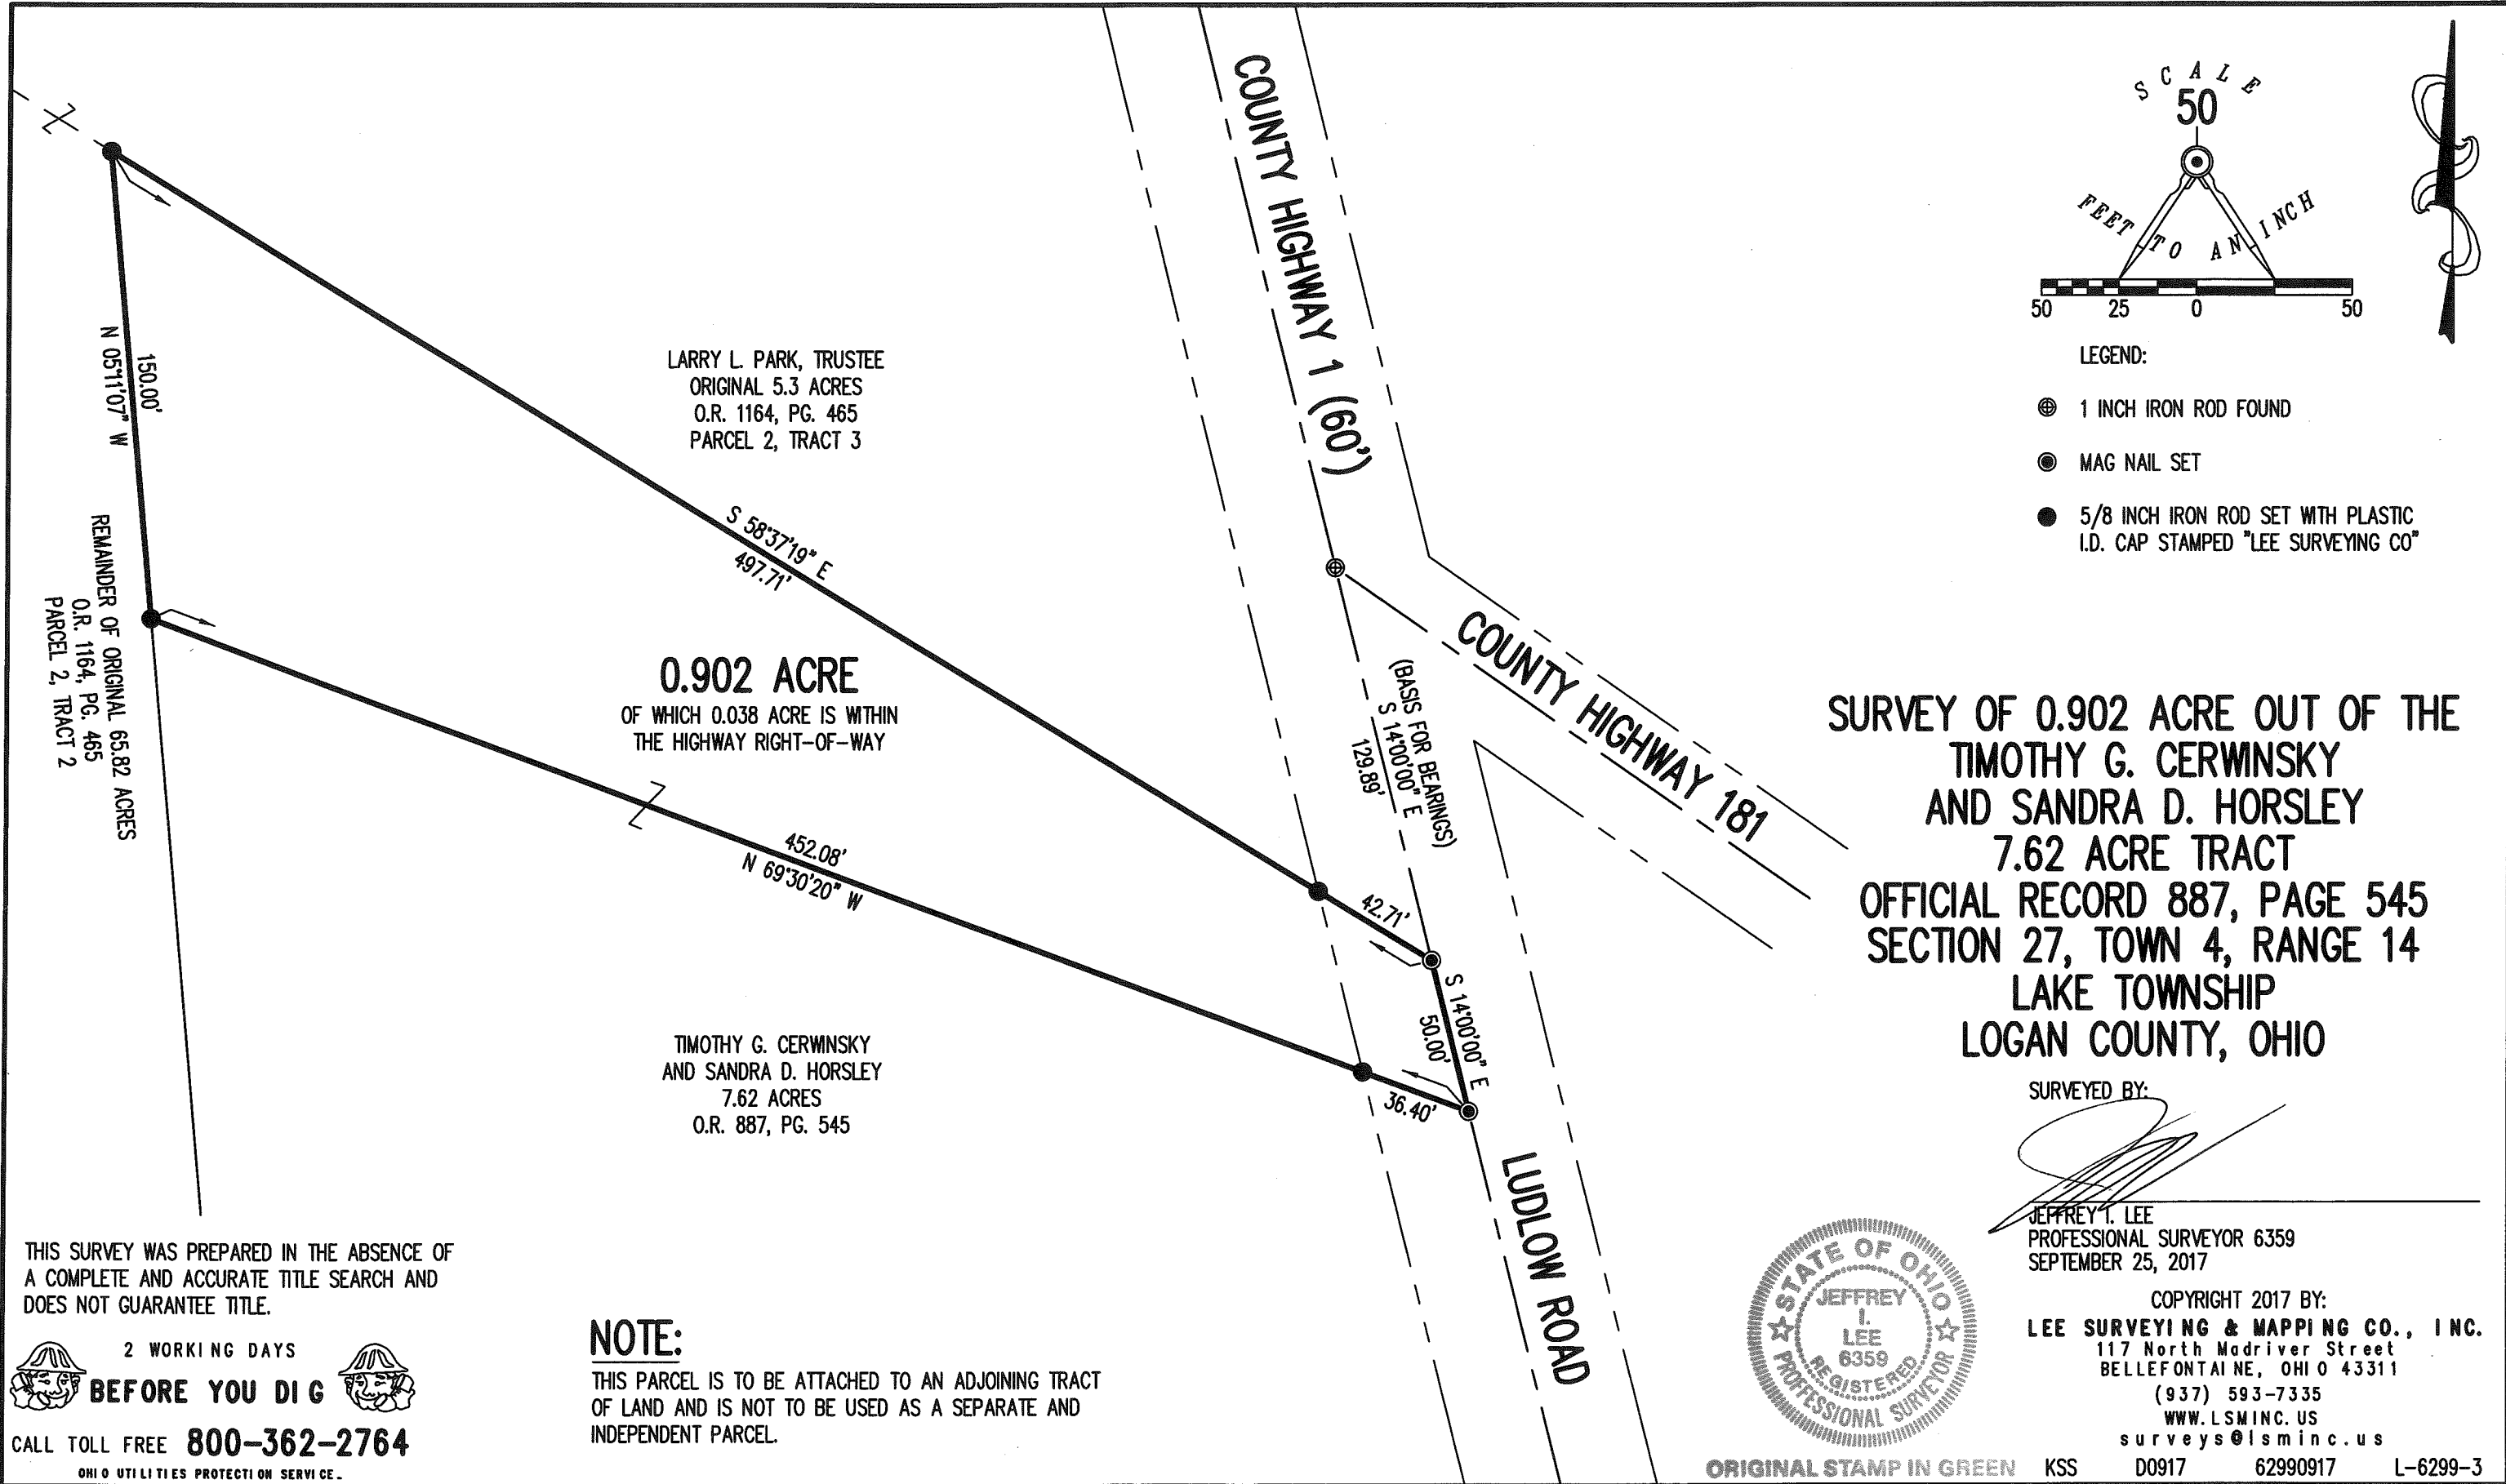 COUNTY HIGHWAY 1 (60')
SCALE
50
FEET TO AN INCH
50 25 0 50
LEGEND:
1 INCH IRON ROD FOUND
MAG NAIL SET
5/8 INCH IRON ROD SET WITH PLASTIC
I.D. CAP STAMPED "LEE SURVEYING CO"
150.00'
N 05°11'07" W
LARRY L. PARK, TRUSTEE
ORIGINAL 5.3 ACRES
O.R. 1164, PG. 465
PARCEL 2, TRACT 3
S 58°37'19" E
497.71'
REMAINDER OF ORIGINAL 65.82 ACRES
O.R. 1164, PG. 465
PARCEL 2, TRACT 2
0.902 ACRE
OF WHICH 0.038 ACRE IS WITHIN
THE HIGHWAY RIGHT-OF-WAY
(BASIS FOR BEARINGS)
S 14°00'00" E
129.89'
COUNTY HIGHWAY 181
452.08'
N 69°30'20" W
42.71'
S 14°00'00" E
50.00'
36.40'
TIMOTHY G. CERWINSKY
AND SANDRA D. HORSLEY
7.62 ACRES
O.R. 887, PG. 545
LUDLOW ROAD
SURVEY OF 0.902 ACRE OUT OF THE
TIMOTHY G. CERWINSKY
AND SANDRA D. HORSLEY
7.62 ACRE TRACT
OFFICIAL RECORD 887, PAGE 545
SECTION 27, TOWN 4, RANGE 14
LAKE TOWNSHIP
LOGAN COUNTY, OHIO
SURVEYED BY:
JEFFREY I. LEE
PROFESSIONAL SURVEYOR 6359
SEPTEMBER 25, 2017
COPYRIGHT 2017 BY:
LEE SURVEYING & MAPPING CO., INC.
117 North Madriver Street
BELLEFONTAINE, OHIO 43311
(937) 593-7335
WWW.LSMINC.US
surveys@lsminc.us
KSS D0917 62990917 L-6299-3
STATE OF OHIO
JEFFREY
I.
LEE
6359
REGISTERED
PROFESSIONAL SURVEYOR
ORIGINAL STAMP IN GREEN
THIS SURVEY WAS PREPARED IN THE ABSENCE OF
A COMPLETE AND ACCURATE TITLE SEARCH AND
DOES NOT GUARANTEE TITLE.
2 WORKING DAYS
BEFORE YOU DIG
CALL TOLL FREE 800-362-2764
OHIO UTILITIES PROTECTION SERVICE.
NOTE:
THIS PARCEL IS TO BE ATTACHED TO AN ADJOINING TRACT
OF LAND AND IS NOT TO BE USED AS A SEPARATE AND
INDEPENDENT PARCEL.